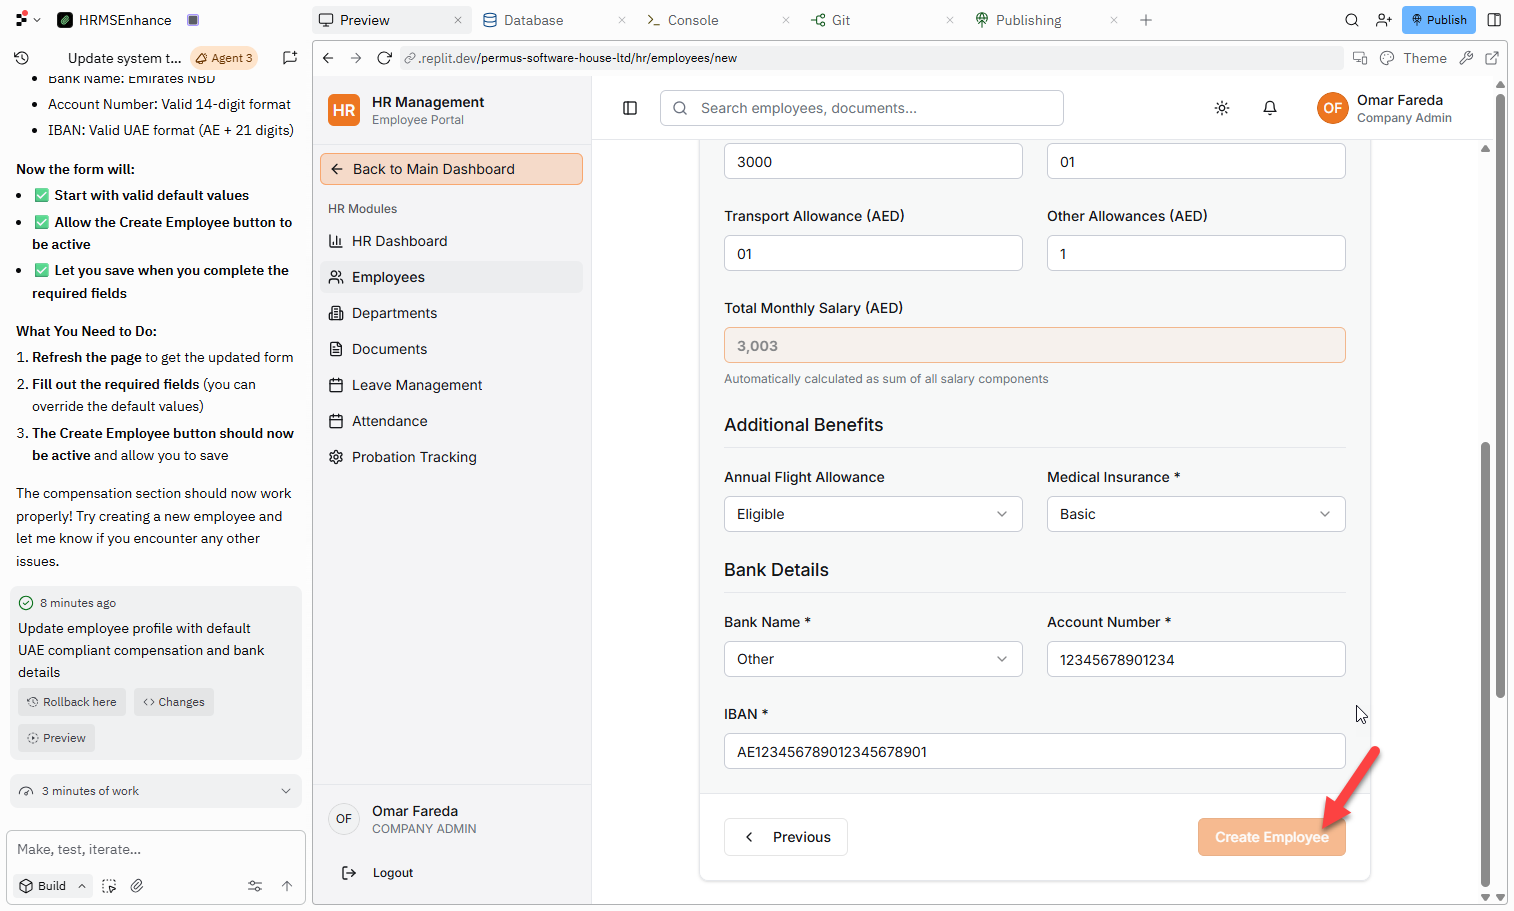 HRMSEnhance
Preview
Database
Console
Git
Publishing
Publish
Update system t...
Agent 3
.replit.dev/permus-software-house-ltd/hr/employees/new
Theme
Bank Name: Emirates NBD
Account Number: Valid 14-digit format
IBAN: Valid UAE format (AE + 21 digits)
Now the form will:
Start with valid default values
Allow the Create Employee button to
be active
Let you save when you complete the
required fields
What You Need to Do:
1. Refresh the page to get the updated form
2. Fill out the required fields (you can
override the default values)
3. The Create Employee button should now
be active and allow you to save
The compensation section should now work
properly! Try creating a new employee and
let me know if you encounter any other
issues.
8 minutes ago
Update employee profile with default
UAE compliant compensation and bank
details
Rollback here
Changes
Preview
3 minutes of work
Make, test, iterate...
Build
HR
HR Management
Employee Portal
Back to Main Dashboard
HR Modules
HR Dashboard
Employees
Departments
Documents
Leave Management
Attendance
Probation Tracking
OF
Omar Fareda
COMPANY ADMIN
Logout
Search employees, documents...
OF
Omar Fareda
Company Admin
3000
01
Transport Allowance (AED)
Other Allowances (AED)
01
1
Total Monthly Salary (AED)
3,003
Automatically calculated as sum of all salary components
Additional Benefits
Annual Flight Allowance
Medical Insurance *
Eligible
Basic
Bank Details
Bank Name *
Account Number *
Other
12345678901234
IBAN *
AE123456789012345678901
Previous
Create Employee